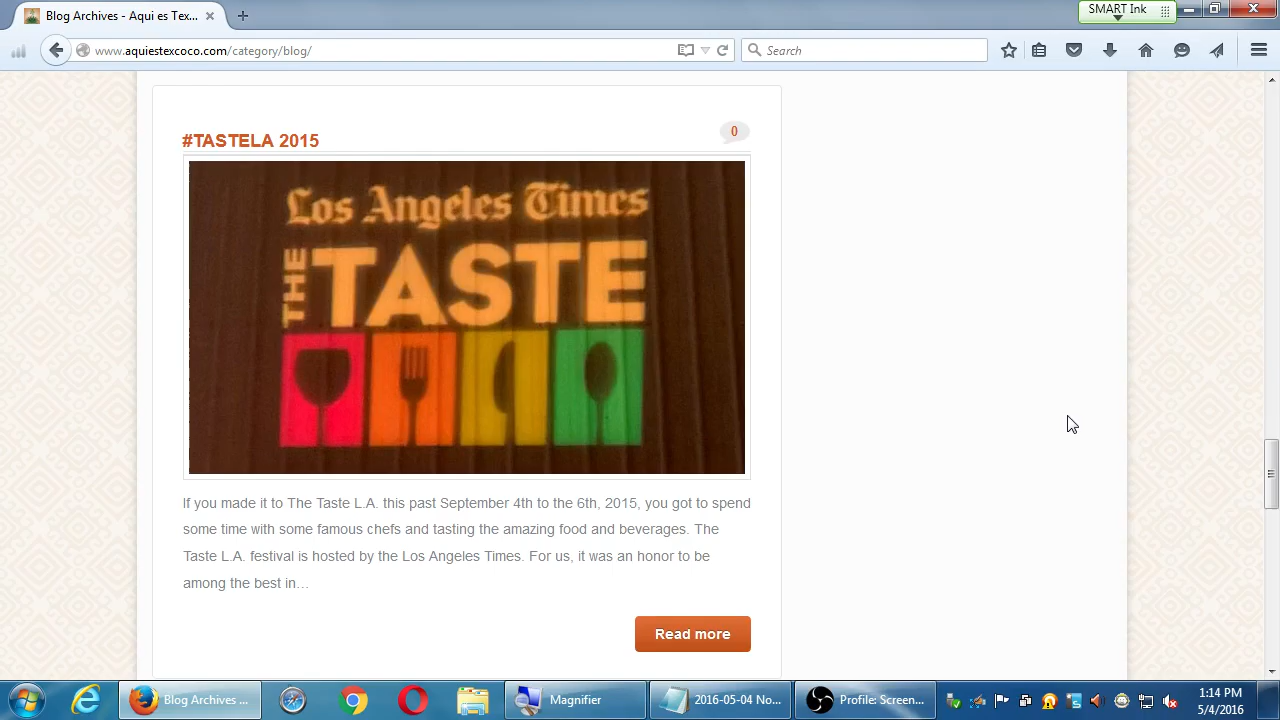 Blog Archives - Aqui es Tex...
SMART Ink
www.aquiestexcoco.com/category/blog/
Search
#TASTELA 2015
0
Los Angeles Times
THE TASTE
If you made it to The Taste L.A. this past September 4th to the 6th, 2015, you got to spend
some time with some famous chefs and tasting the amazing food and beverages. The
Taste L.A. festival is hosted by the Los Angeles Times. For us, it was an honor to be
among the best in…
Read more
Blog Archives ...
Magnifier
2016-05-04 No...
Profile: Screen...
1:14 PM
5/4/2016